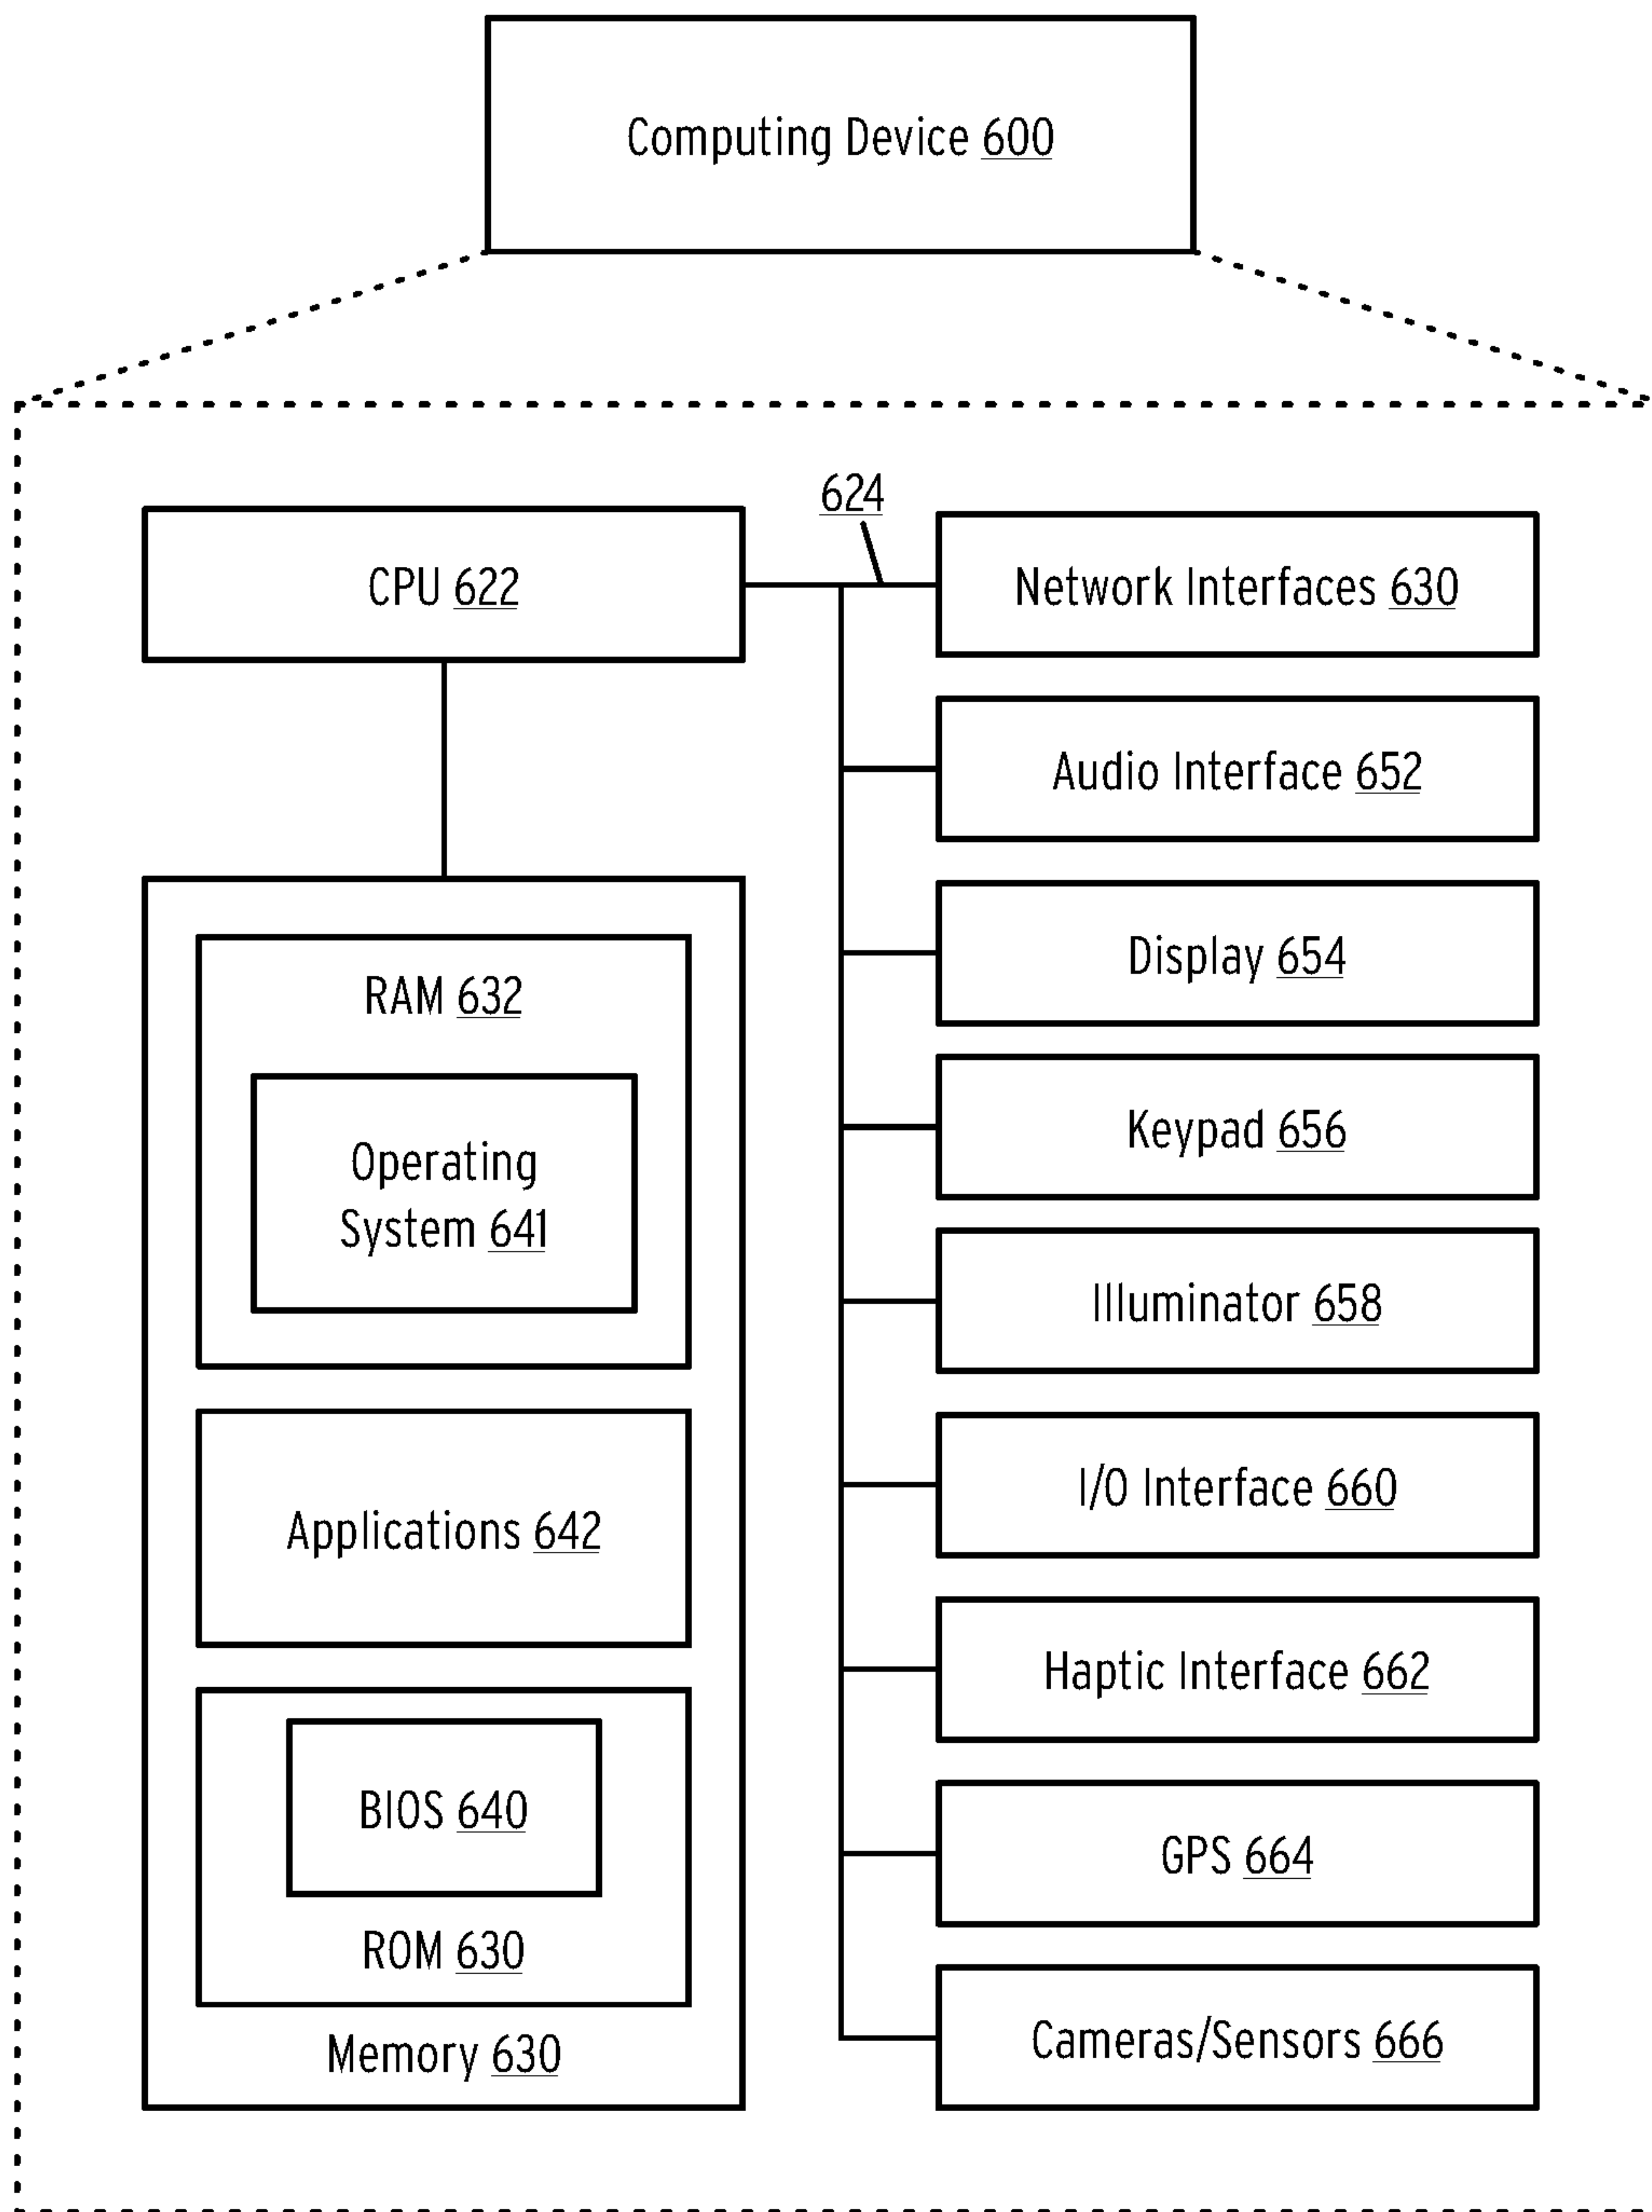 Computing Device 600
624
CPU 622
Network Interfaces 630
Audio Interface 652
Display 654
Keypad 656
Illuminator 658
I/O Interface 660
Haptic Interface 662
GPS 664
Cameras/Sensors 666
RAM 632
Operating
System 641
Applications 642
BIOS 640
ROM 630
Memory 630